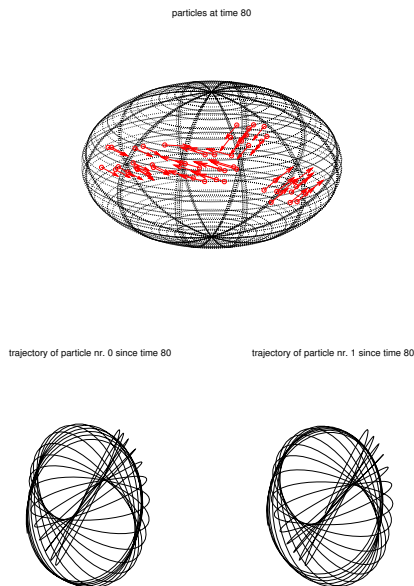 particles at time 80
trajectory of particle nr. 0 since time 80
trajectory of particle nr. 1 since time 80